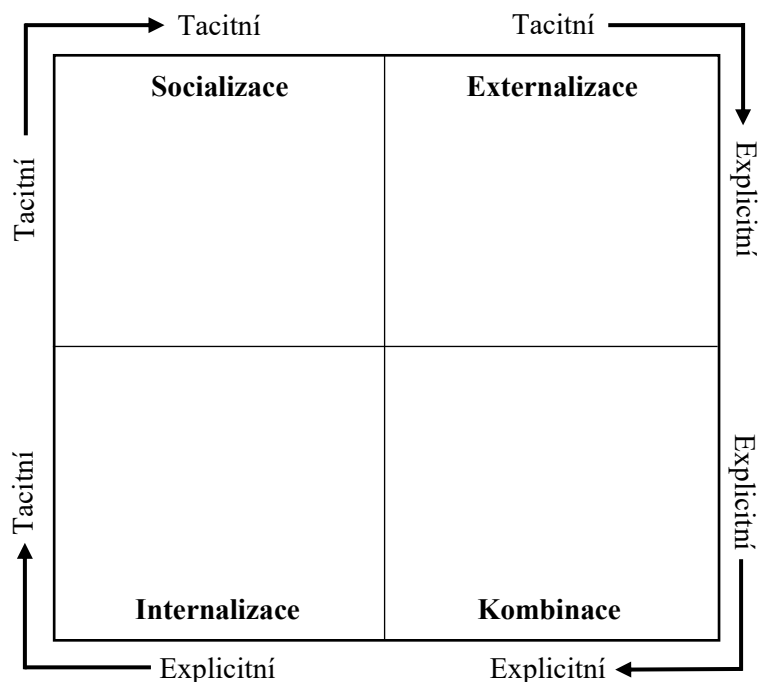 Tacitní
Tacitní
Socializace
Externalizace
Tacitní
Explicitní
Tacitní
Explicitní
Internalizace
Kombinace
Explicitní
Explicitní